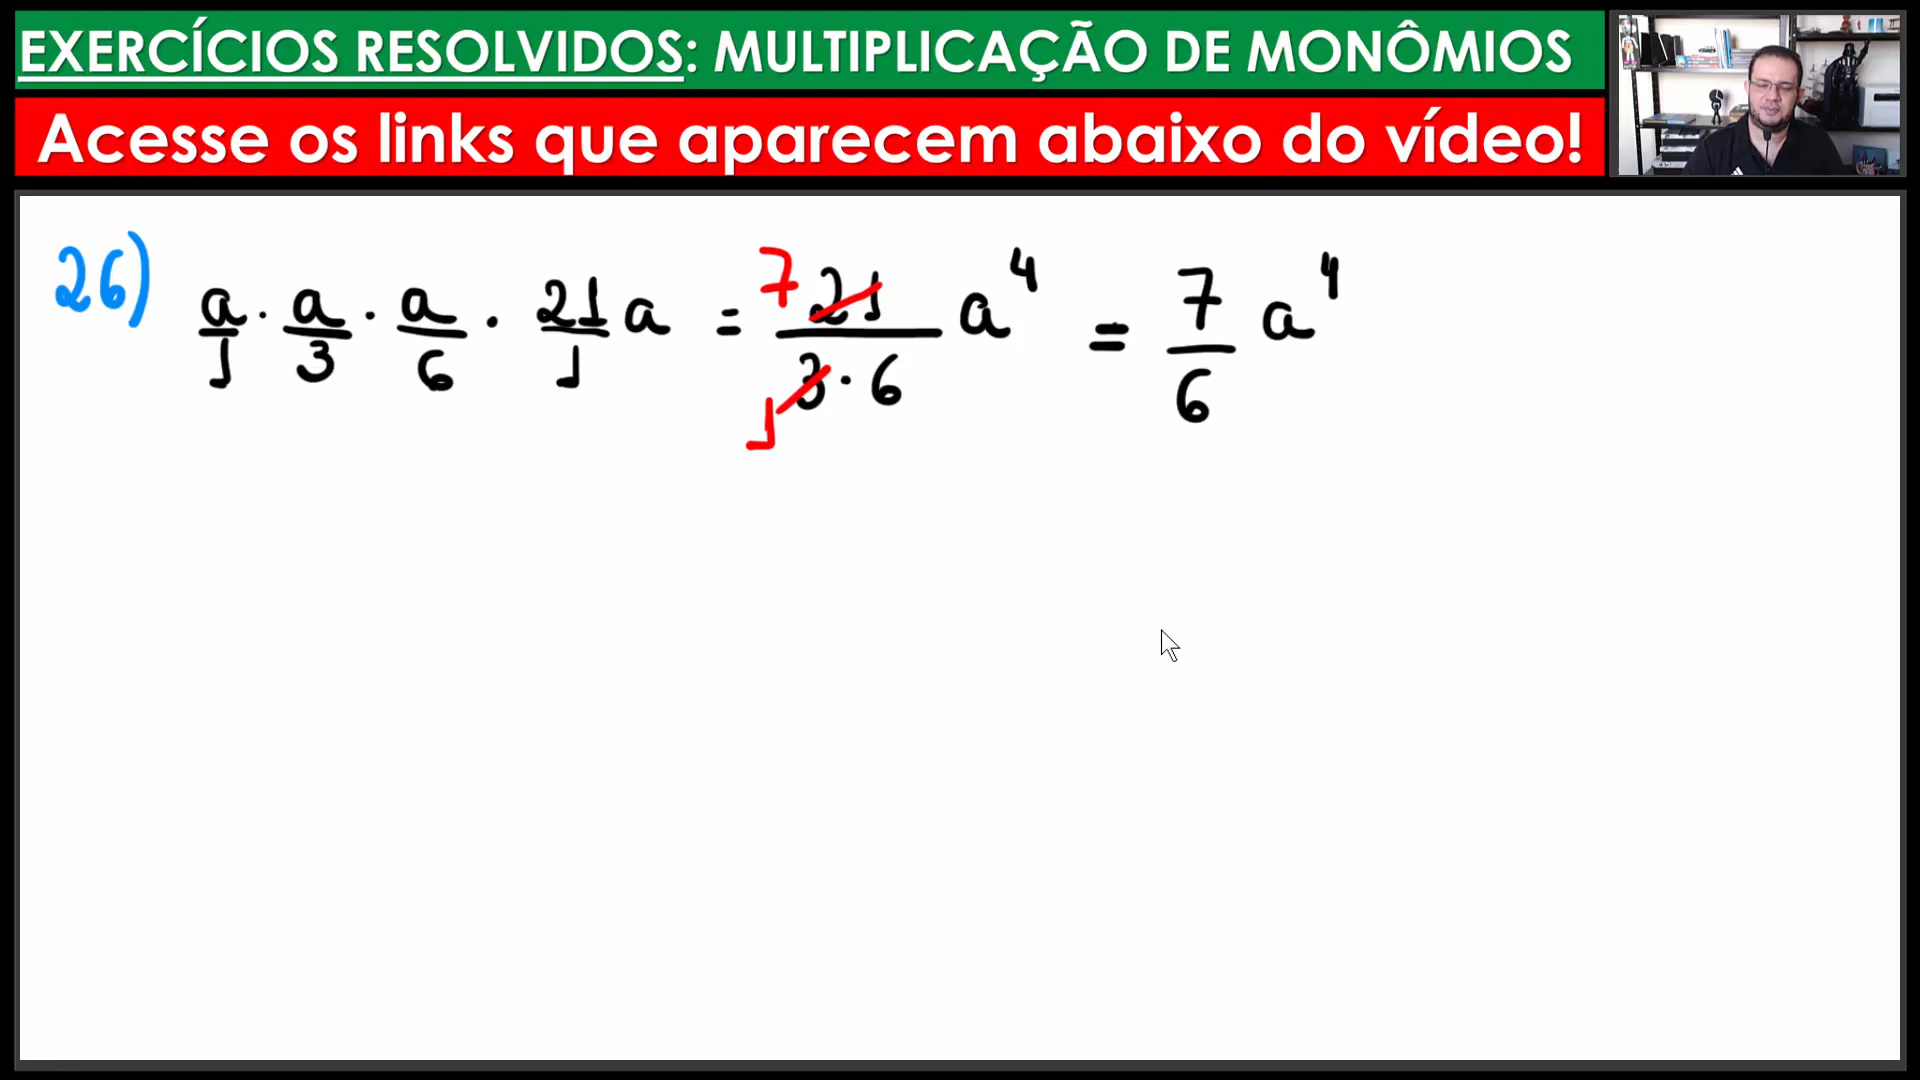 EXERCÍCIOS RESOLVIDOS: MULTIPLICAÇÃO DE MONÔMIOS
Acesse os links que aparecem abaixo do vídeo!
26) a/1 · a/3 · a/6 · 21/1 a = 7 21/3·6 1 a⁴ = 7/6 a⁴